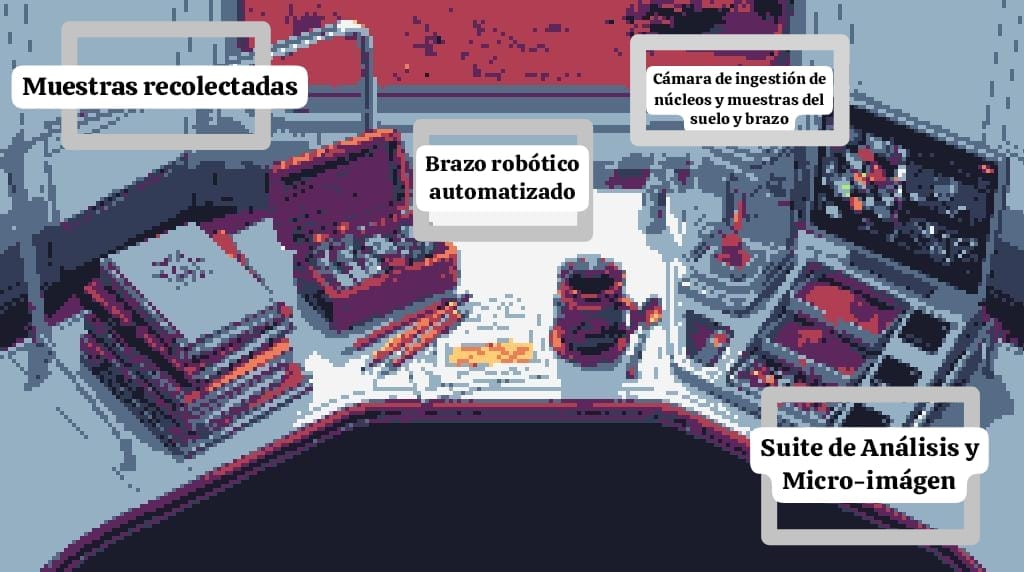 Muestras recolectadas
Brazo robótico
automatizado
Cámara de ingestión de
núcleos y muestras del
suelo y brazo
Suite de Análisis y
Micro-imágen